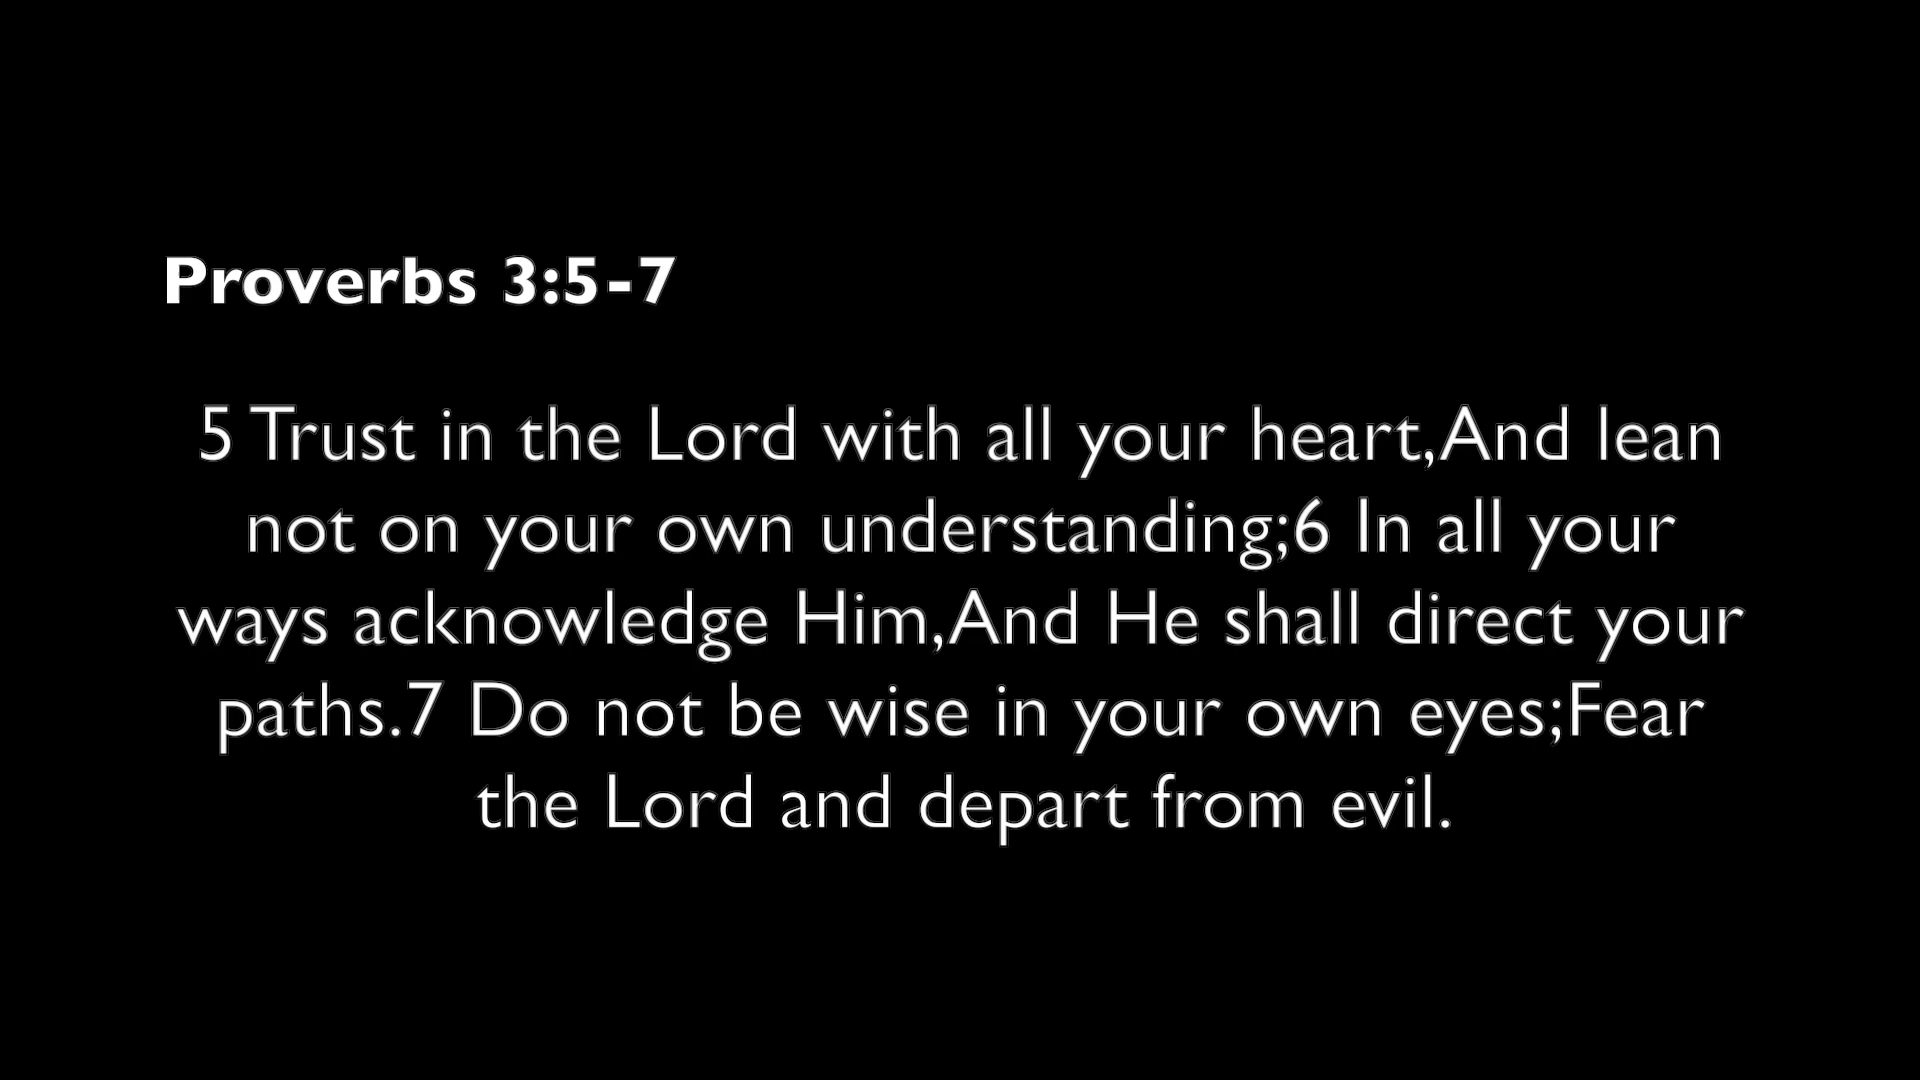 Proverbs 3:5-7
5 Trust in the Lord with all your heart,And lean
not on your own understanding;6 In all your
ways acknowledge Him,And He shall direct your
paths.7 Do not be wise in your own eyes;Fear
the Lord and depart from evil.